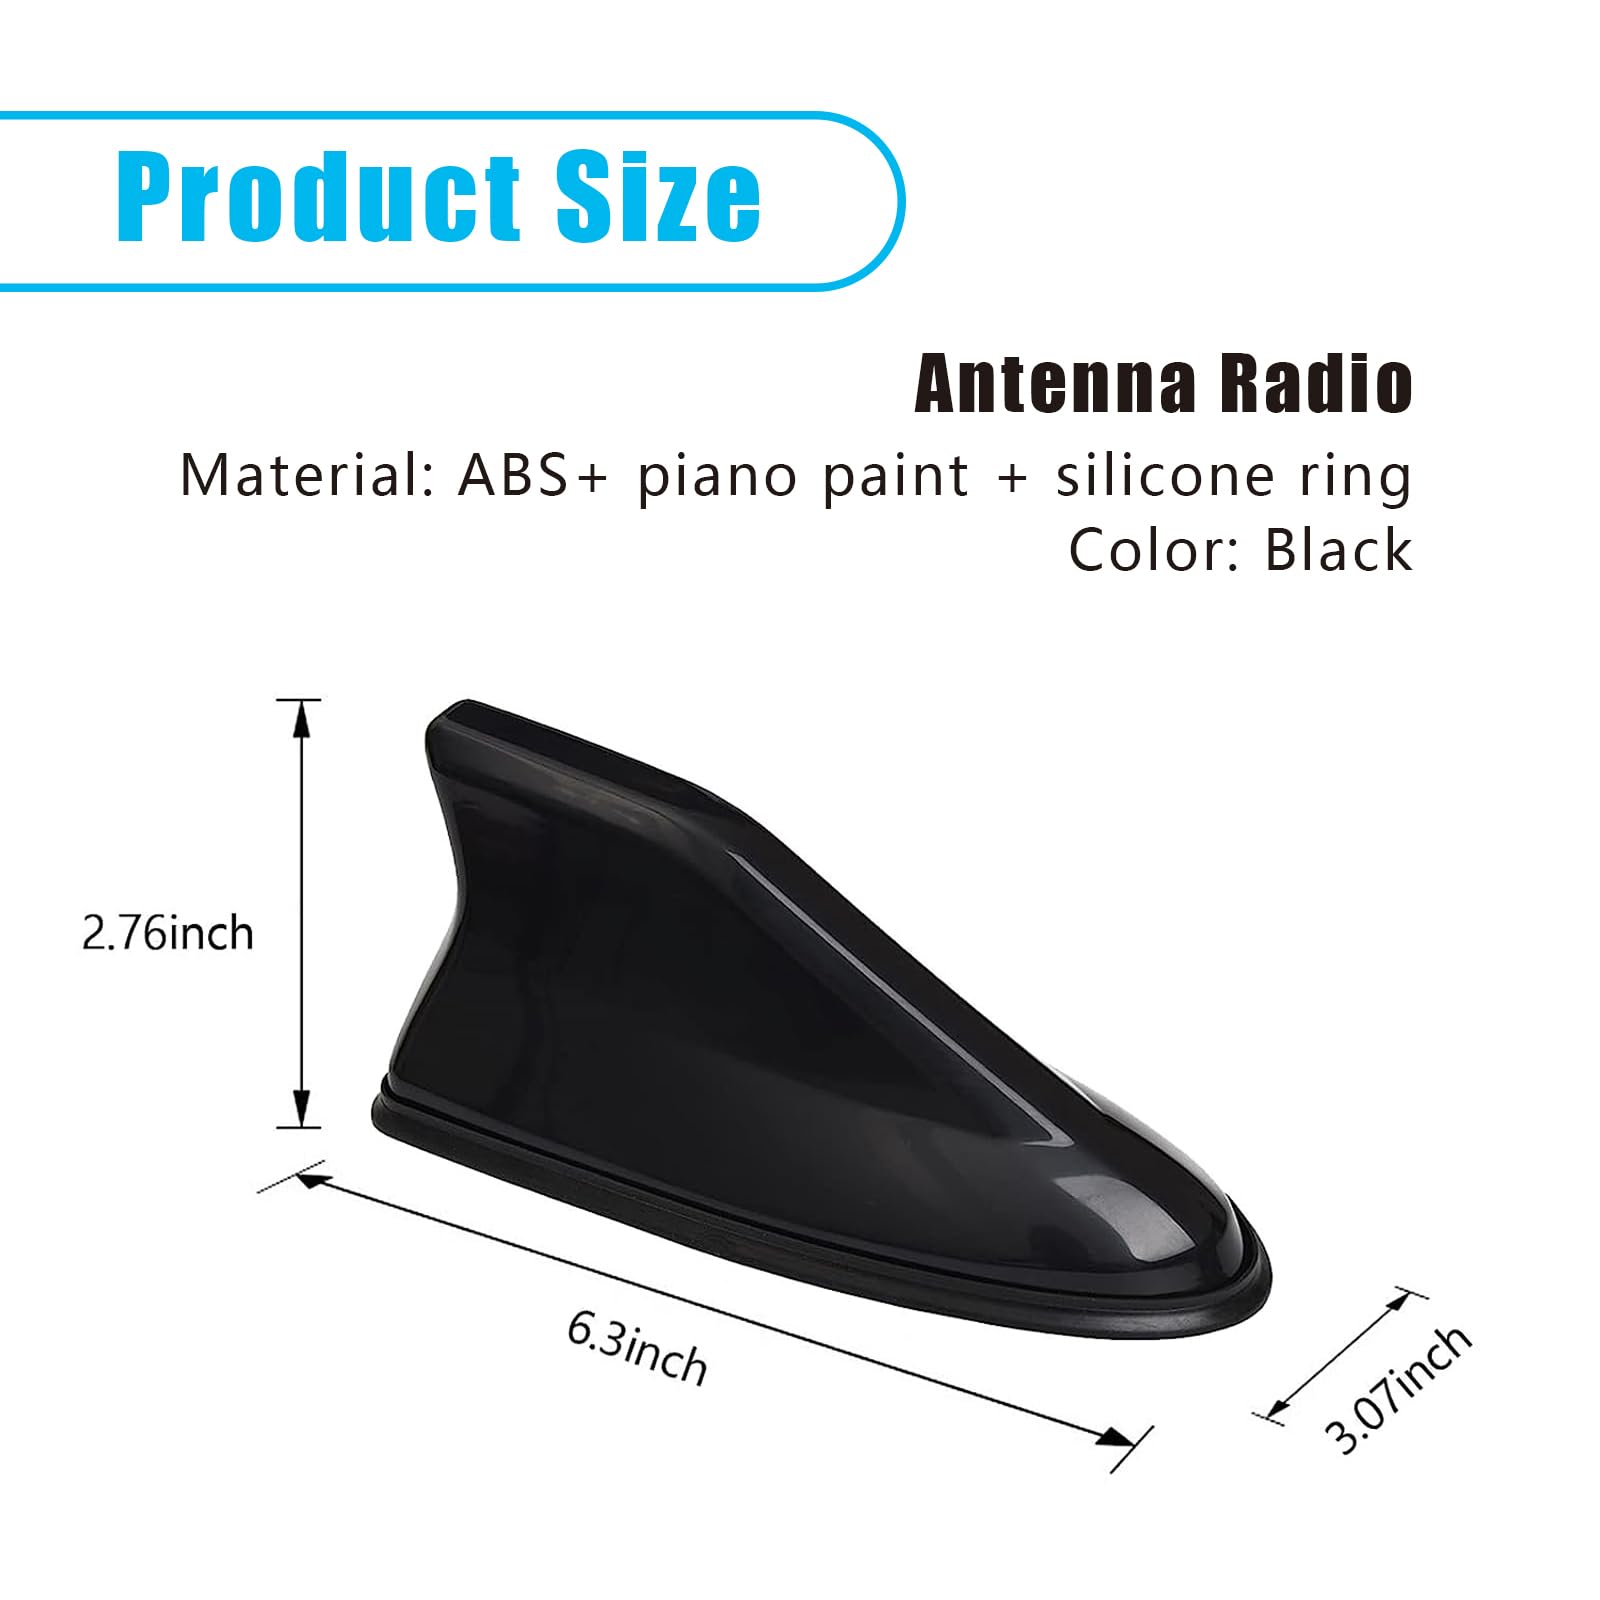 Product Size
Antenna Radio
Material: ABS+ piano paint + silicone ring
Color: Black
2.76inch
6.3inch
3.07inch